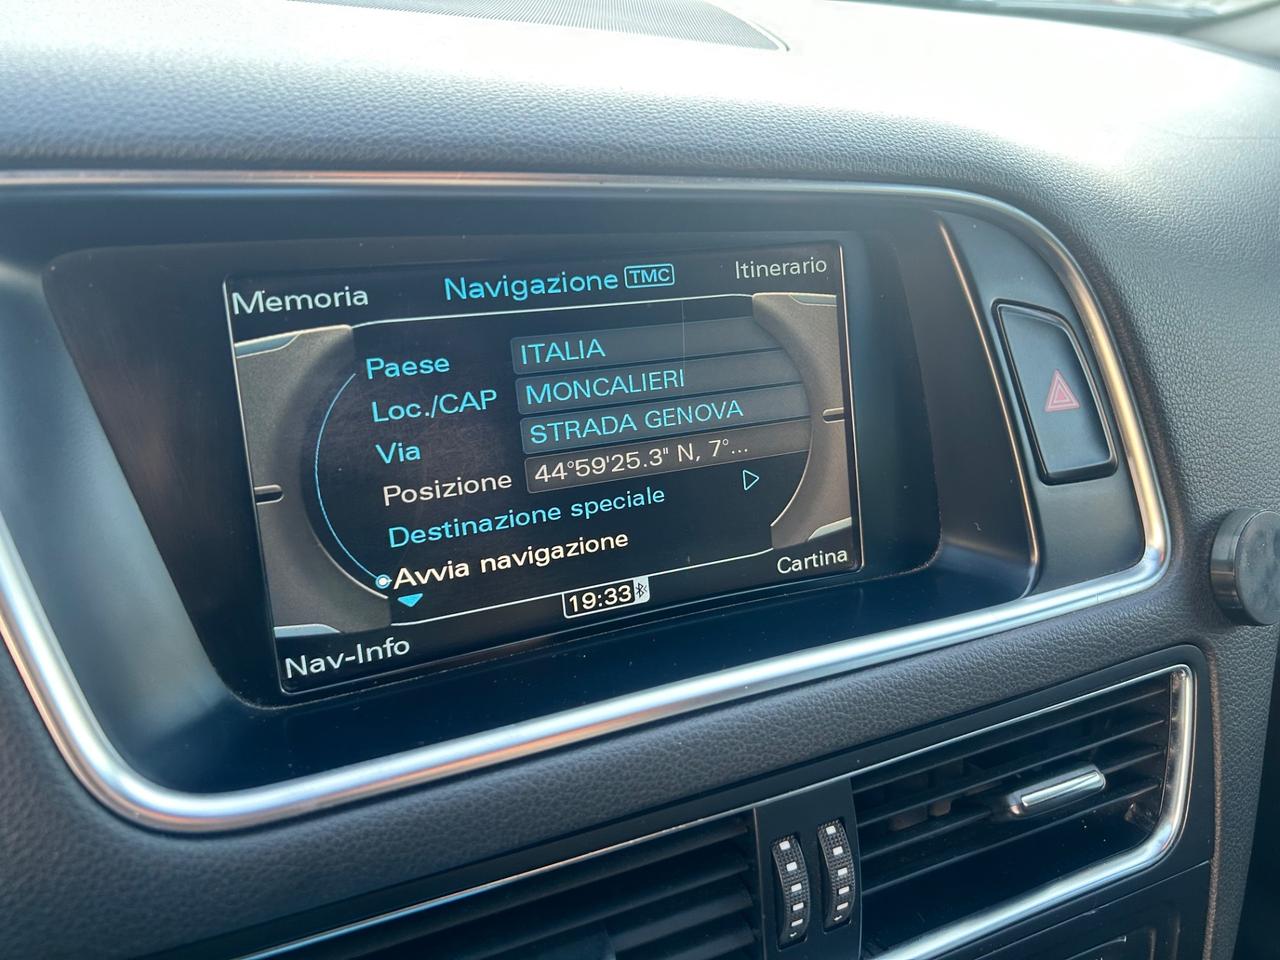 Memoria
Navigazione TMC
Itinerario
Paese ITALIA
Loc./CAP MONCALIERI
Via STRADA GENOVA
Posizione 44°59'25.3" N, 7°...
Destinazione speciale
Avvia navigazione
19:33
Cartina
Nav-Info